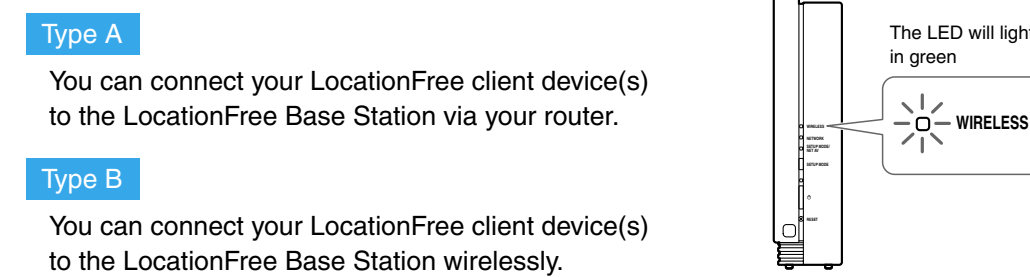 Type A
You can connect your LocationFree client device(s)
to the LocationFree Base Station via your router.
Type B
You can connect your LocationFree client device(s)
to the LocationFree Base Station wirelessly.
The LED will light
in green
WIRELESS
WIRELESS
NETWORK
SETUP MODE/
NET AV
SETUP MODE
RESET